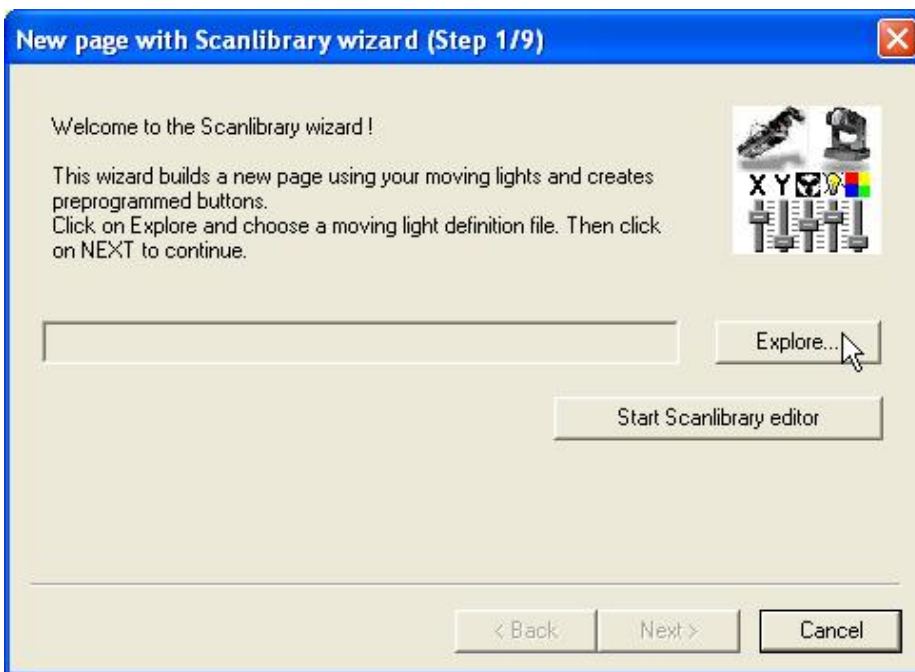 New page with Scanlibrary wizard (Step 1/9)
Welcome to the Scanlibrary wizard !
This wizard builds a new page using your moving lights and creates
preprogrammed buttons.
Click on Explore and choose a moving light definition file. Then click
on NEXT to continue.
X Y
Explore...
Start Scanlibrary editor
< Back
Next >
Cancel